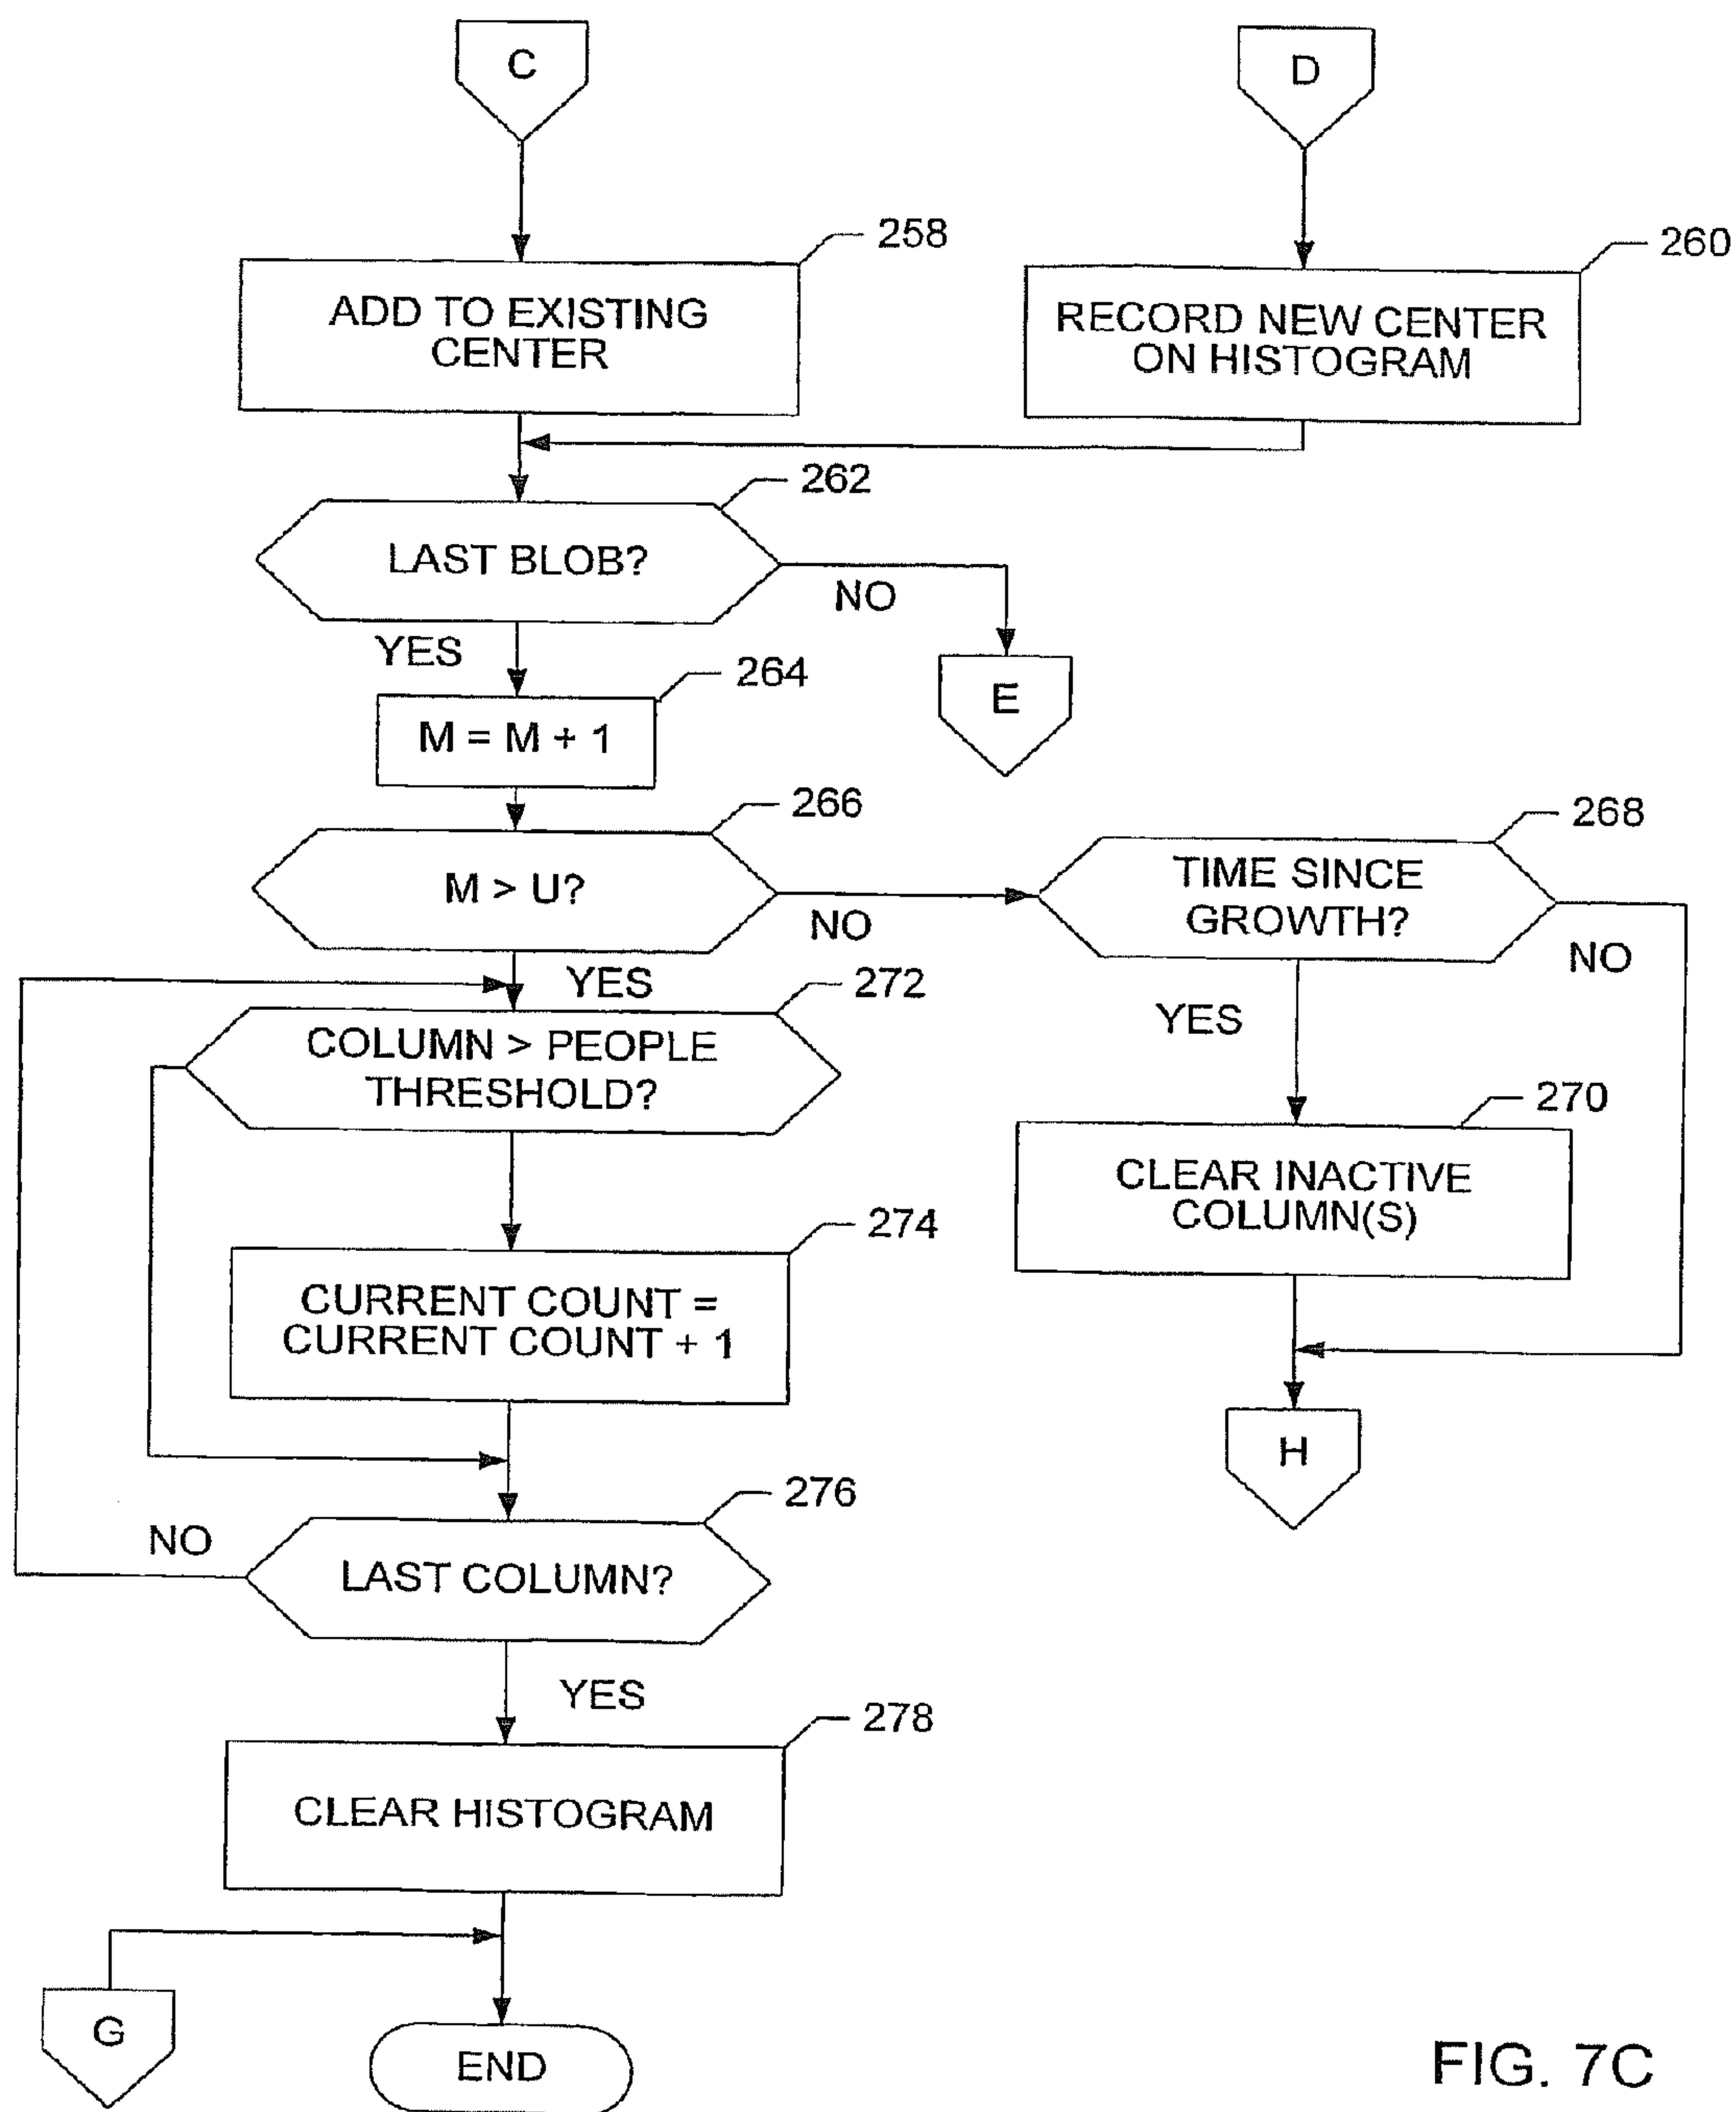 C
D
258
260
ADD TO EXISTING
CENTER
RECORD NEW CENTER
ON HISTOGRAM
262
LAST BLOB?
NO
YES
E
264
M = M + 1
266
268
M > U?
NO
TIME SINCE
GROWTH?
NO
YES
272
COLUMN > PEOPLE
THRESHOLD?
YES
270
CLEAR INACTIVE
COLUMN(S)
274
CURRENT COUNT =
CURRENT COUNT + 1
H
276
NO
LAST COLUMN?
YES
278
CLEAR HISTOGRAM
G
END
FIG. 7C